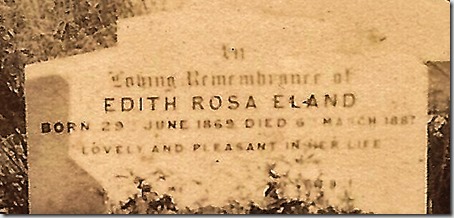 In
Loving Remembrance of
EDITH ROSA ELAND
BORN 29 JUNE 1869 DIED 6 MARCH 1887
LOVELY AND PLEASANT IN HER LIFE